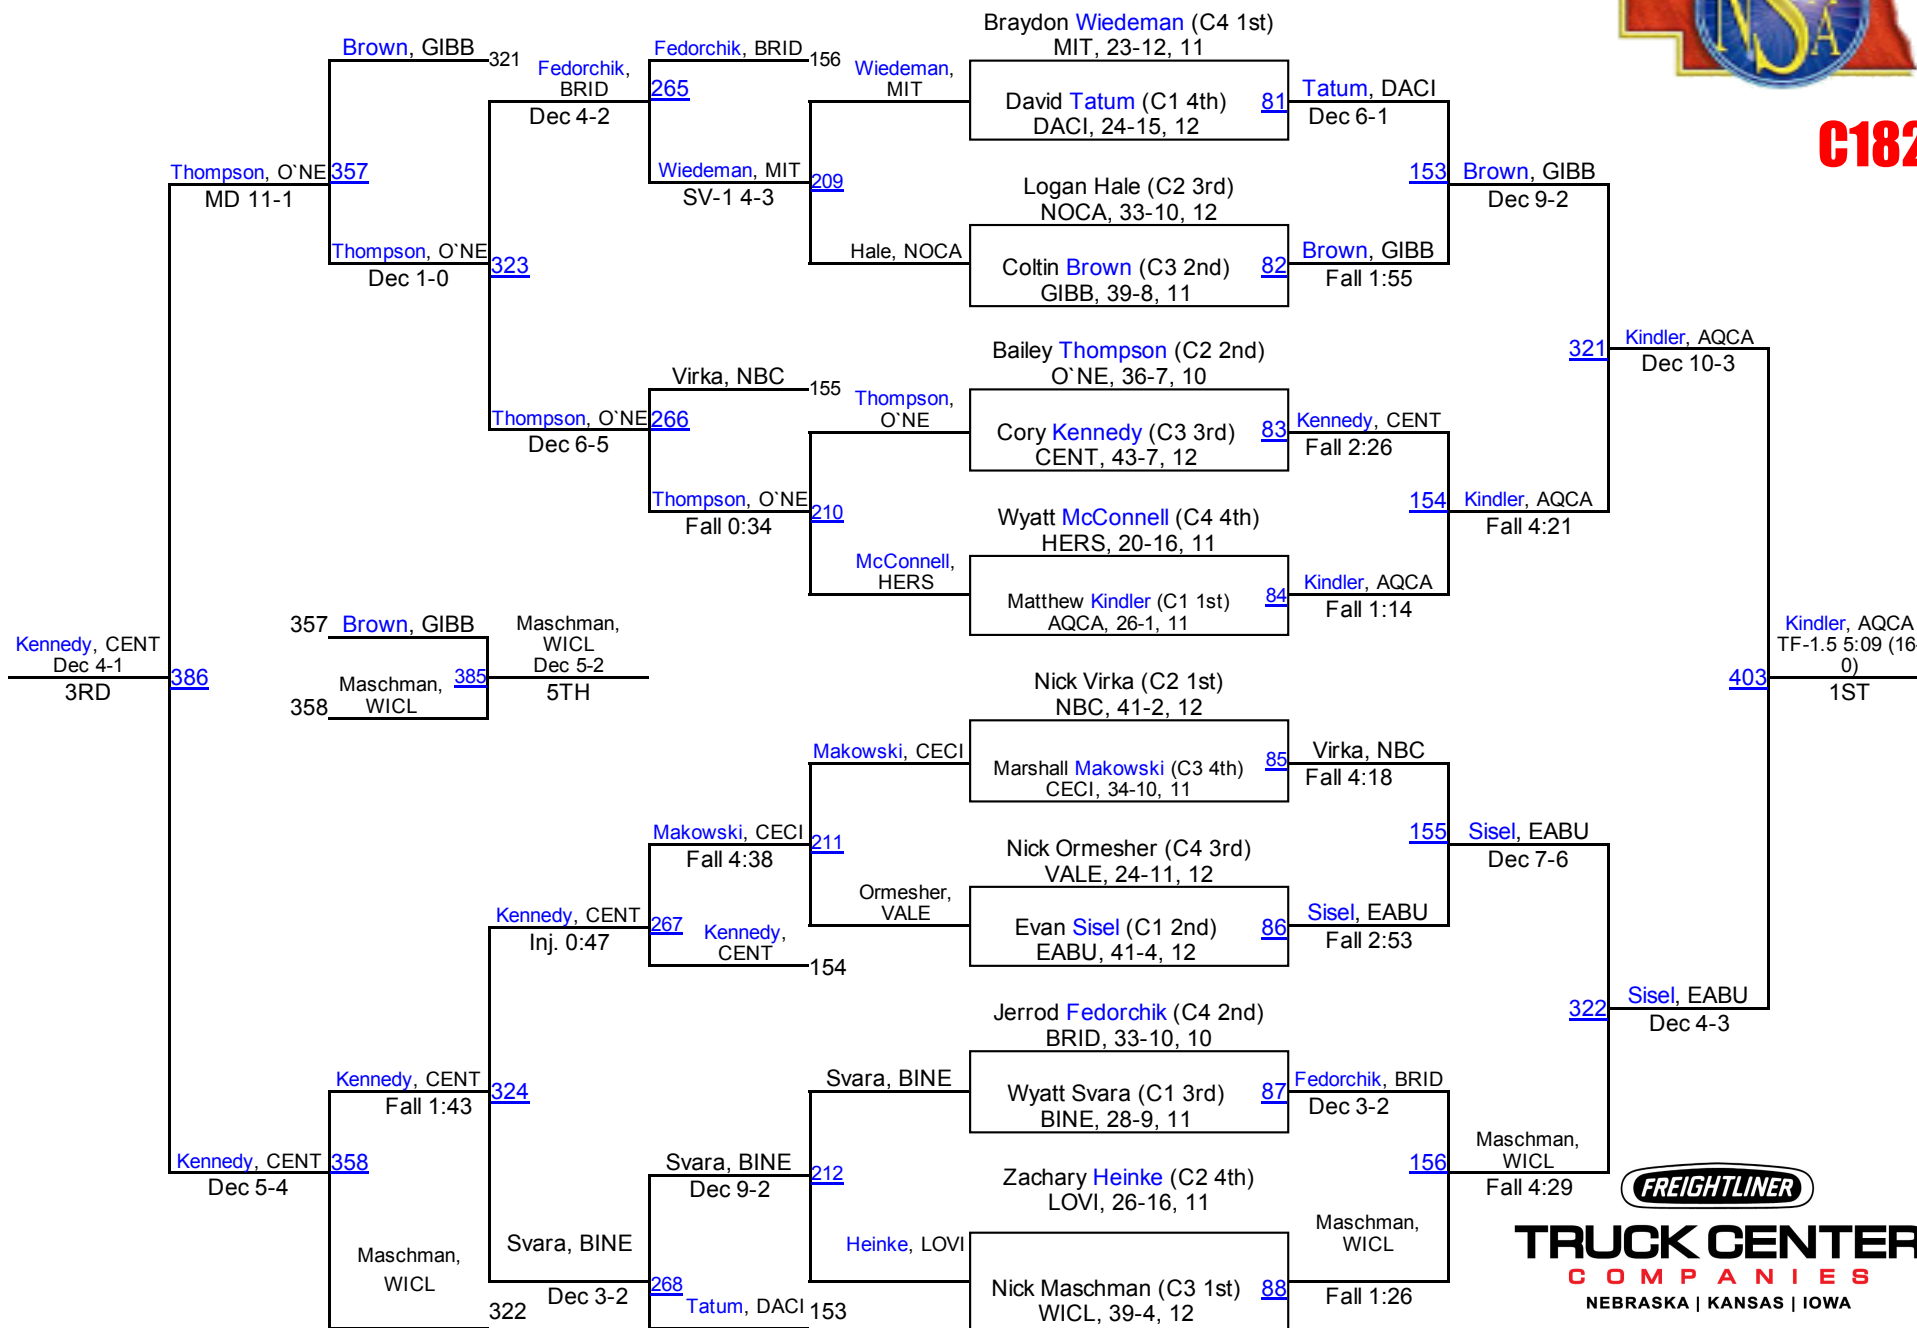 NSA
C182
Braydon Wiedeman (C4 1st)
MIT, 23-12, 11
David Tatum (C1 4th)
DACI, 24-15, 12
81
Logan Hale (C2 3rd)
NOCA, 33-10, 12
Coltin Brown (C3 2nd)
GIBB, 39-8, 11
82
Bailey Thompson (C2 2nd)
O`NE, 36-7, 10
Cory Kennedy (C3 3rd)
CENT, 43-7, 12
83
Wyatt McConnell (C4 4th)
HERS, 20-16, 11
Matthew Kindler (C1 1st)
AQCA, 26-1, 11
84
Nick Virka (C2 1st)
NBC, 41-2, 12
Marshall Makowski (C3 4th)
CECI, 34-10, 11
85
Nick Ormesher (C4 3rd)
VALE, 24-11, 12
Evan Sisel (C1 2nd)
EABU, 41-4, 12
86
Jerrod Fedorchik (C4 2nd)
BRID, 33-10, 10
Wyatt Svara (C1 3rd)
BINE, 28-9, 11
87
Zachary Heinke (C2 4th)
LOVI, 26-16, 11
Nick Maschman (C3 1st)
WICL, 39-4, 12
88
Tatum, DACI
Dec 6-1
Brown, GIBB
Fall 1:55
Kennedy, CENT
Fall 2:26
Kindler, AQCA
Fall 1:14
Virka, NBC
Fall 4:18
Sisel, EABU
Fall 2:53
Fedorchik, BRID
Dec 3-2
Maschman,
WICL
Fall 1:26
153
Brown, GIBB
Dec 9-2
154
Kindler, AQCA
Fall 4:21
155
Sisel, EABU
Dec 7-6
156
Maschman,
WICL
Fall 4:29
321
Kindler, AQCA
Dec 10-3
322
Sisel, EABU
Dec 4-3
403
Kindler, AQCA
TF-1.5 5:09 (16-
0)
1ST
Wiedeman,
MIT
Hale, NOCA
209
Thompson,
O`NE
McConnell,
HERS
210
Makowski, CECI
Ormesher,
VALE
211
Svara, BINE
Heinke, LOVI
212
Fedorchik, BRID
156
Wiedeman, MIT
SV-1 4-3
265
Virka, NBC
155
Thompson, O`NE
Fall 0:34
266
Makowski, CECI
Fall 4:38
Kennedy,
CENT
154
267
Svara, BINE
Dec 9-2
Tatum, DACI
153
268
Fedorchik,
BRID
Dec 4-2
Thompson, O`NE
Dec 6-5
323
Kennedy, CENT
Inj. 0:47
Svara, BINE
Dec 3-2
324
Brown, GIBB
321
Thompson, O`NE
Dec 1-0
357
Kennedy, CENT
Fall 1:43
Maschman,
WICL
322
358
Thompson, O`NE
MD 11-1
Kennedy, CENT
Dec 5-4
386
Kennedy, CENT
Dec 4-1
3RD
357
Brown, GIBB
358
Maschman,
WICL
385
Maschman,
WICL
Dec 5-2
5TH
FREIGHTLINER
TRUCK CENTER
COMPANIES
NEBRASKA | KANSAS | IOWA